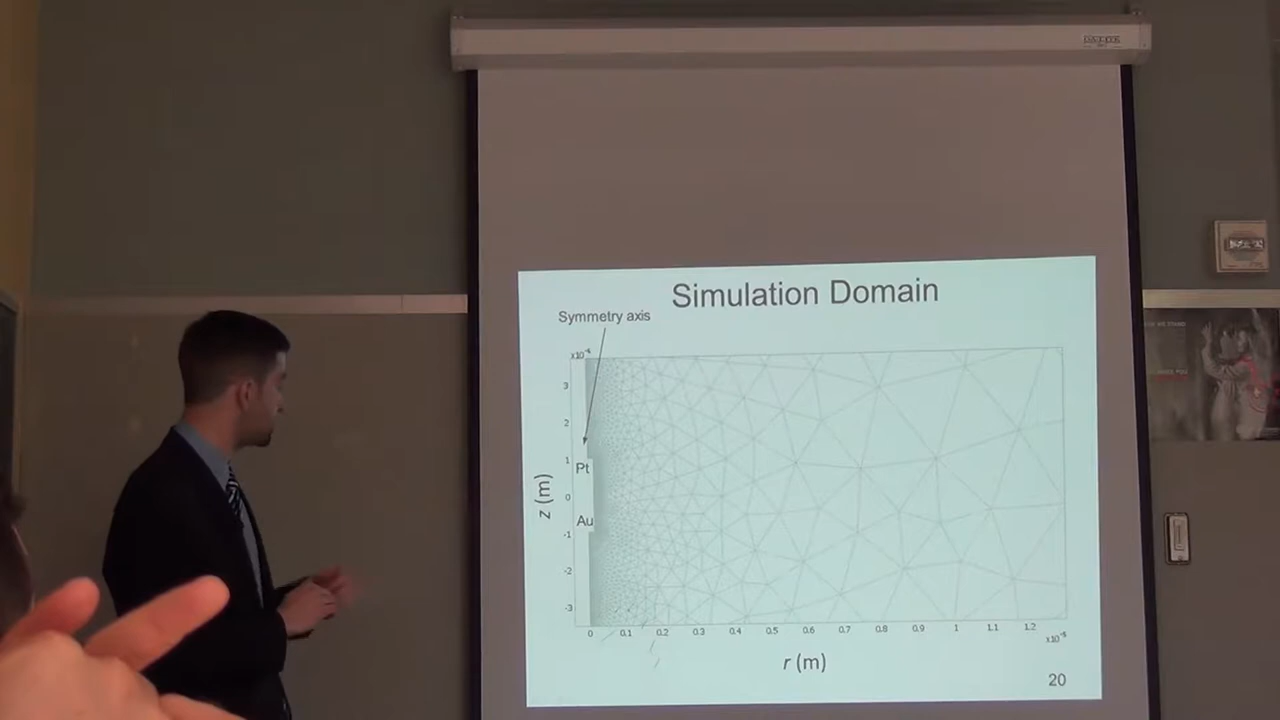 Simulation Domain
Symmetry axis
x10⁻⁶
3
2
1
0
-1
-2
-3
z (m)
Pt
Au
0 0.1 0.2 0.3 0.4 0.5 0.6 0.7 0.8 0.9 1 1.1 1.2
r (m)
20